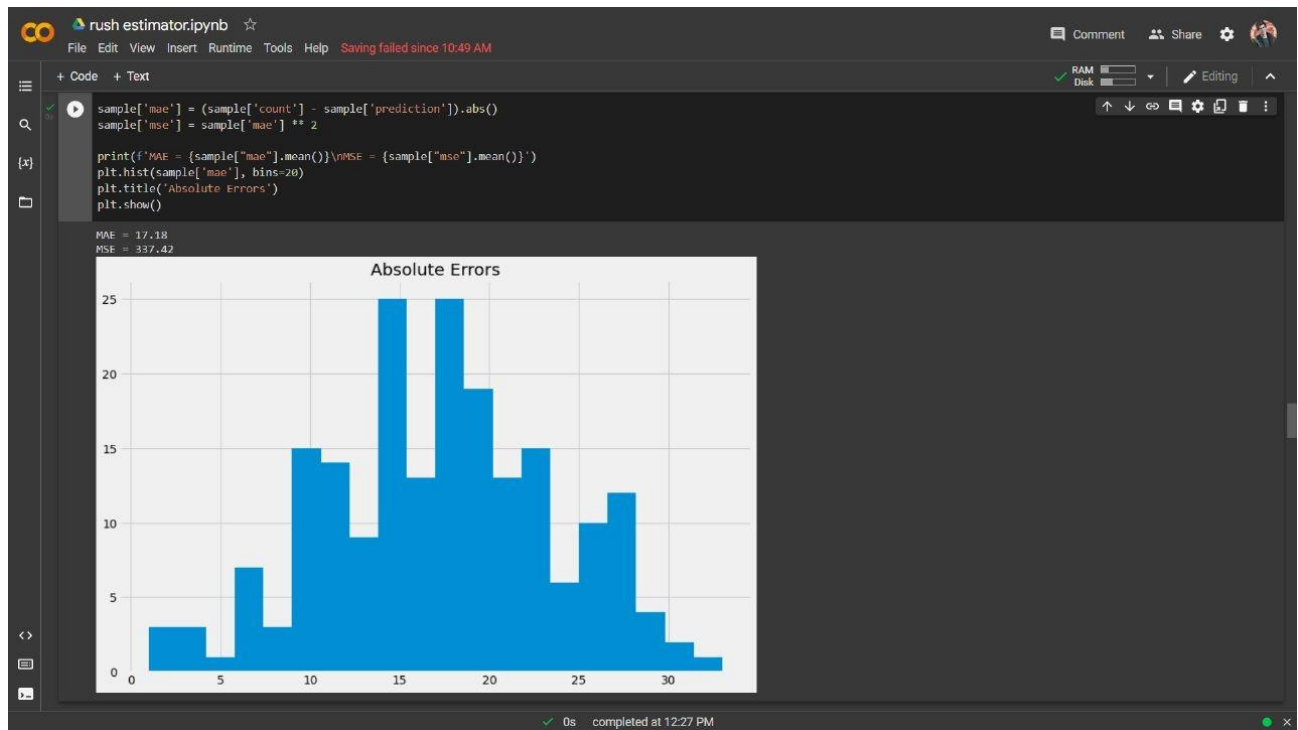 rush estimator.ipynb
File Edit View Insert Runtime Tools Help Saving failed since 10:49 AM
Comment Share
+ Code + Text
RAM
Disk
Editing
sample['mae'] = (sample['count'] - sample['prediction']).abs()
sample['mse'] = sample['mae'] ** 2
print(f'MAE = {sample["mae"].mean()}\nMSE = {sample["mse"].mean()}')
plt.hist(sample['mae'], bins=20)
plt.title('Absolute Errors')
plt.show()
{x}
0s
MAE = 17.18
MSE = 337.42
Absolute Errors
25
20
15
10
5
0
0 5 10 15 20 25 30
0s completed at 12:27 PM